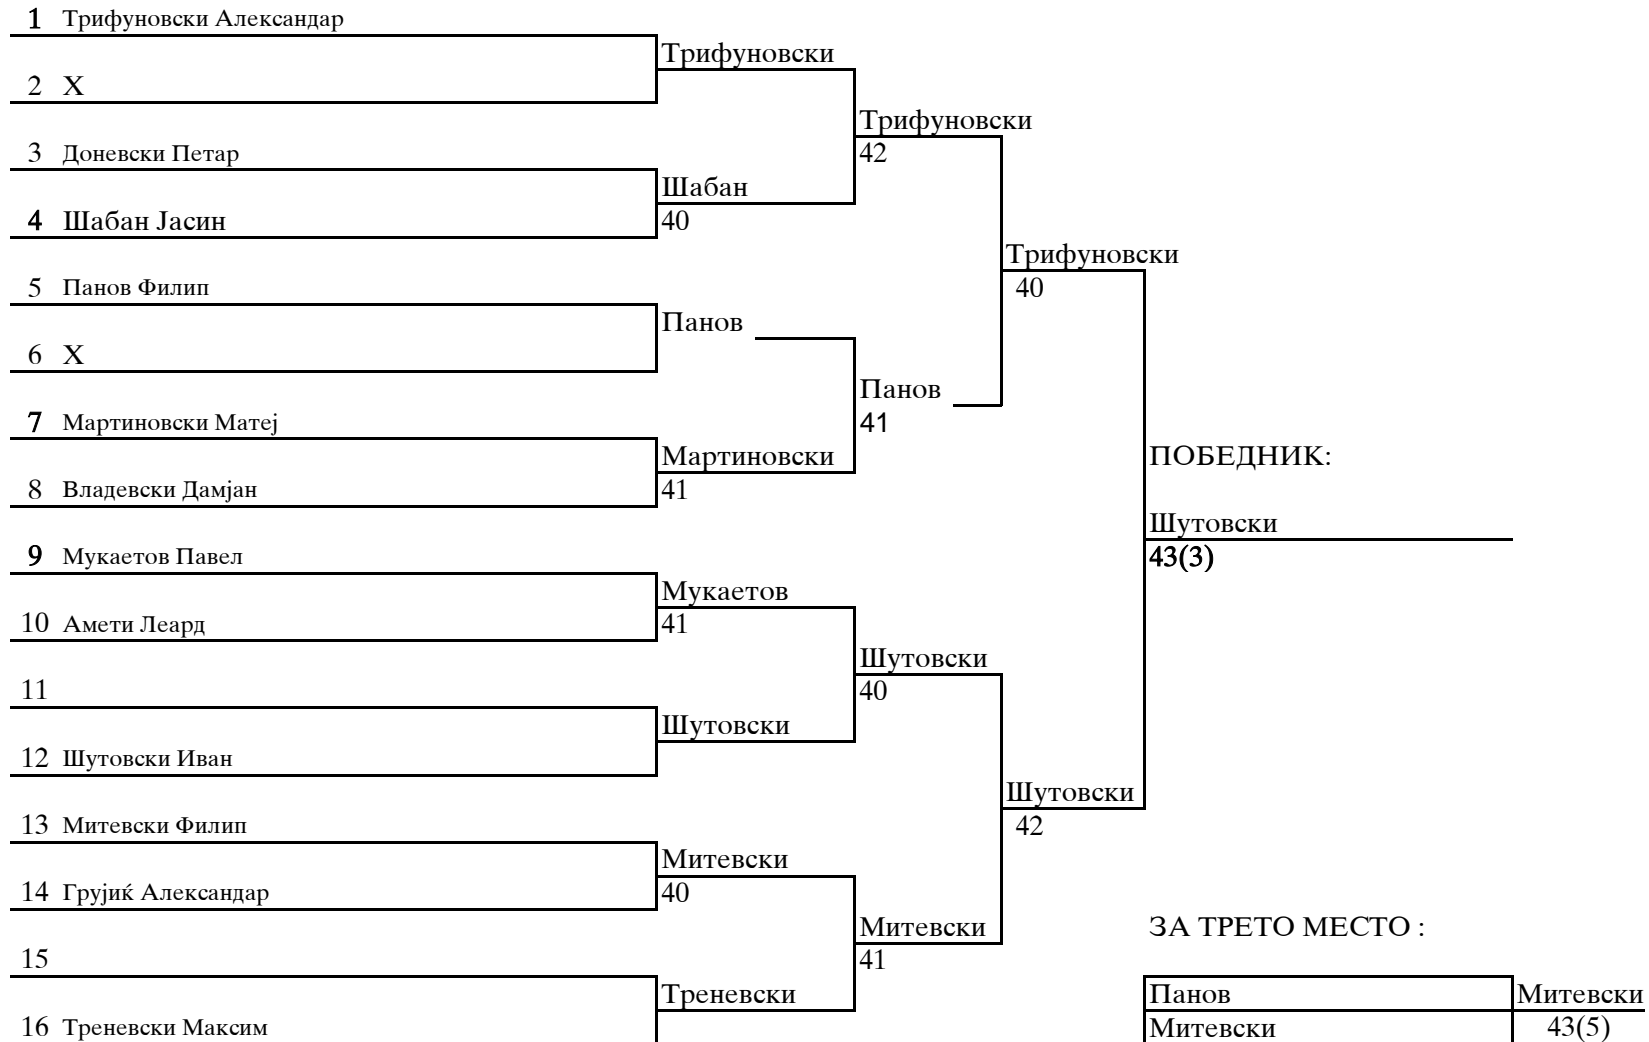 1 Трифуновски Александар
Трифуновски
2 X
Трифуновски
3 Доневски Петар
42
Шабан
4 Шабан Јасин
40
Трифуновски
5 Панов Филип
40
Панов
6 X
Панов
7 Мартиновски Матеј
41
Мартиновски
ПОБЕДНИК:
8 Владевски Дамјан
41
Шутовски
9 Мукаетов Павел
43(3)
Мукаетов
10 Амети Леард
41
Шутовски
11
40
Шутовски
12 Шутовски Иван
Шутовски
13 Митевски Филип
42
Митевски
14 Грујиќ Александар
40
Митевски
ЗА ТРЕТО МЕСТО :
15
41
Треневски
Панов
Митевски
16 Треневски Максим
Митевски
43(5)